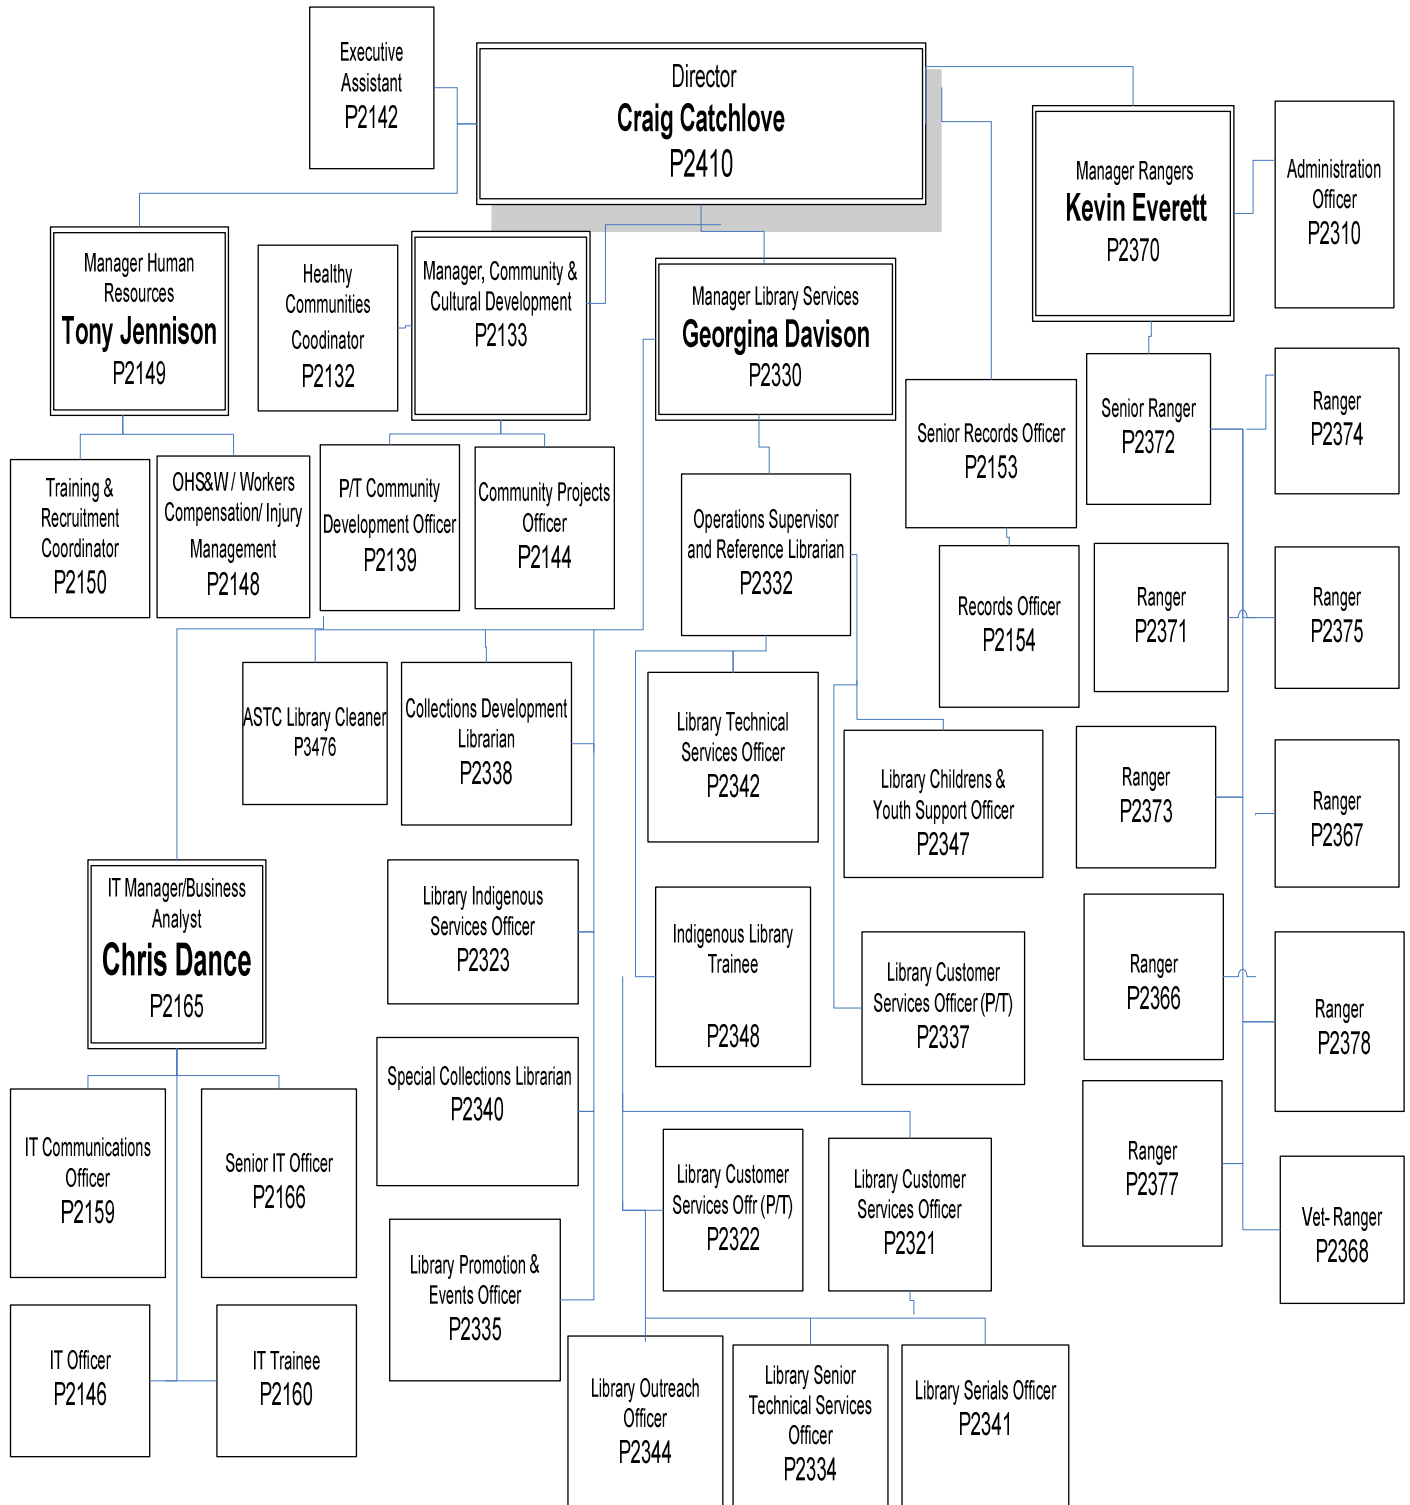 Executive
Assistant
P2142
Director
Craig Catchlove
P2410
Manager Rangers
Kevin Everett
P2370
Administration
Officer
P2310
Manager Human
Resources
Tony Jennison
P2149
Healthy
Communities
Coodinator
P2132
Manager, Community &
Cultural Development
P2133
Manager Library Services
Georgina Davison
P2330
Senior Records Officer
P2153
Senior Ranger
P2372
Ranger
P2374
Training &
Recruitment
Coordinator
P2150
OHS&W / Workers
Compensation/ Injury
Management
P2148
P/T Community
Development Officer
P2139
Community Projects
Officer
P2144
Operations Supervisor
and Reference Librarian
P2332
Records Officer
P2154
Ranger
P2371
Ranger
P2375
ASTC Library Cleaner
P3476
Collections Development
Librarian
P2338
Library Technical
Services Officer
P2342
Library Childrens &
Youth Support Officer
P2347
Ranger
P2373
Ranger
P2367
IT Manager/Business
Analyst
Chris Dance
P2165
Library Indigenous
Services Officer
P2323
Indigenous Library
Trainee
P2348
Library Customer
Services Officer (P/T)
P2337
Ranger
P2366
Ranger
P2378
Special Collections Librarian
P2340
IT Communications
Officer
P2159
Senior IT Officer
P2166
Library Customer
Services Offr (P/T)
P2322
Library Customer
Services Officer
P2321
Ranger
P2377
Vet- Ranger
P2368
Library Promotion &
Events Officer
P2335
IT Officer
P2146
IT Trainee
P2160
Library Outreach
Officer
P2344
Library Senior
Technical Services
Officer
P2334
Library Serials Officer
P2341